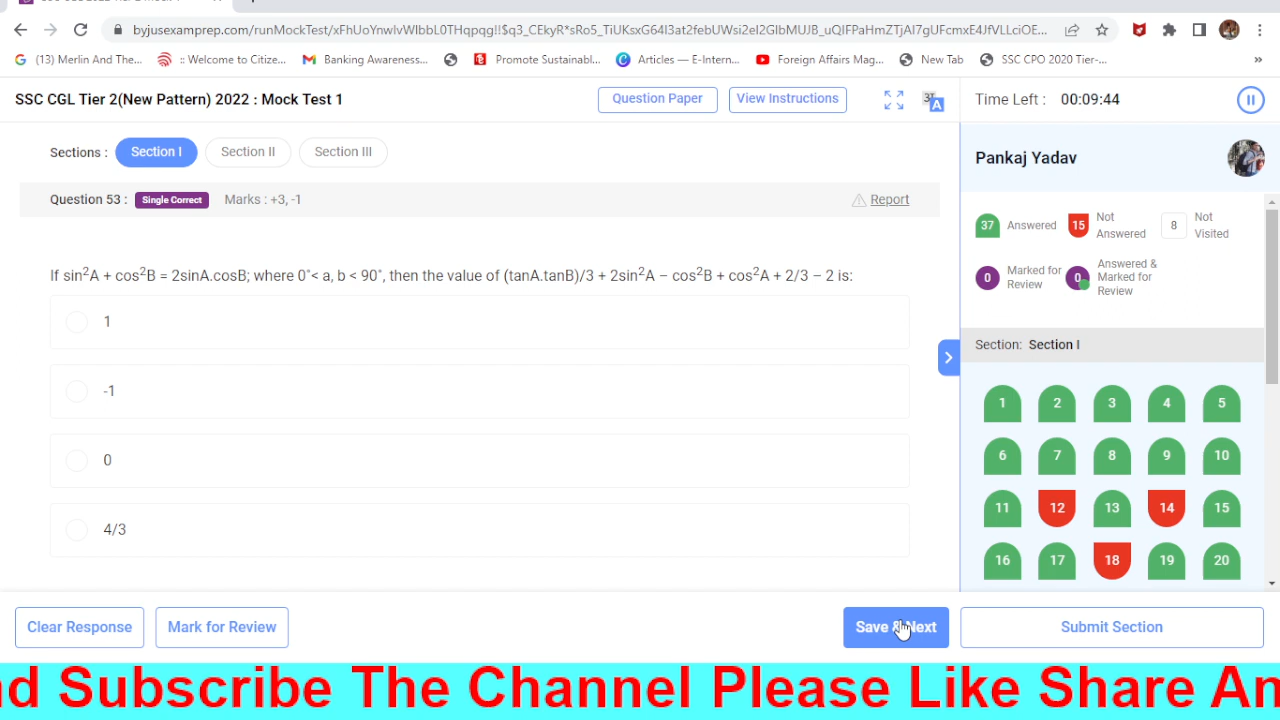 byjusexamprep.com/runMockTest/xFhUoYnwIvWIbbL0THqpqg!!$q3_CEkyR*sRo5_TiUKsxG64I3at2febUWsi2eI2GIbMUJB_uQIFPaHmZTjAI7gUFcmxE4JfVLLciOE...
(13) Merlin And The...
:: Welcome to Citize...
Banking Awareness...
Promote Sustainabl...
Articles — E-Intern...
Foreign Affairs Mag...
New Tab
SSC CPO 2020 Tier-...
»
SSC CGL Tier 2(New Pattern) 2022 : Mock Test 1
Question Paper
View Instructions
Time Left : 00:09:44
Sections :
Section I
Section II
Section III
Pankaj Yadav
Question 53 : Single Correct Marks : +3, -1
Report
37 Answered
15 Not Answered
8 Not Visited
0 Marked for Review
0 Answered & Marked for Review
If sin²A + cos²B = 2sinA.cosB; where 0°< a, b < 90°, then the value of (tanA.tanB)/3 + 2sin²A – cos²B + cos²A + 2/3 – 2 is:
1
-1
0
4/3
Section: Section I
1 2 3 4 5
6 7 8 9 10
11 12 13 14 15
16 17 18 19 20
Clear Response
Mark for Review
Save & Next
Submit Section
nd Subscribe The Channel Please Like Share An